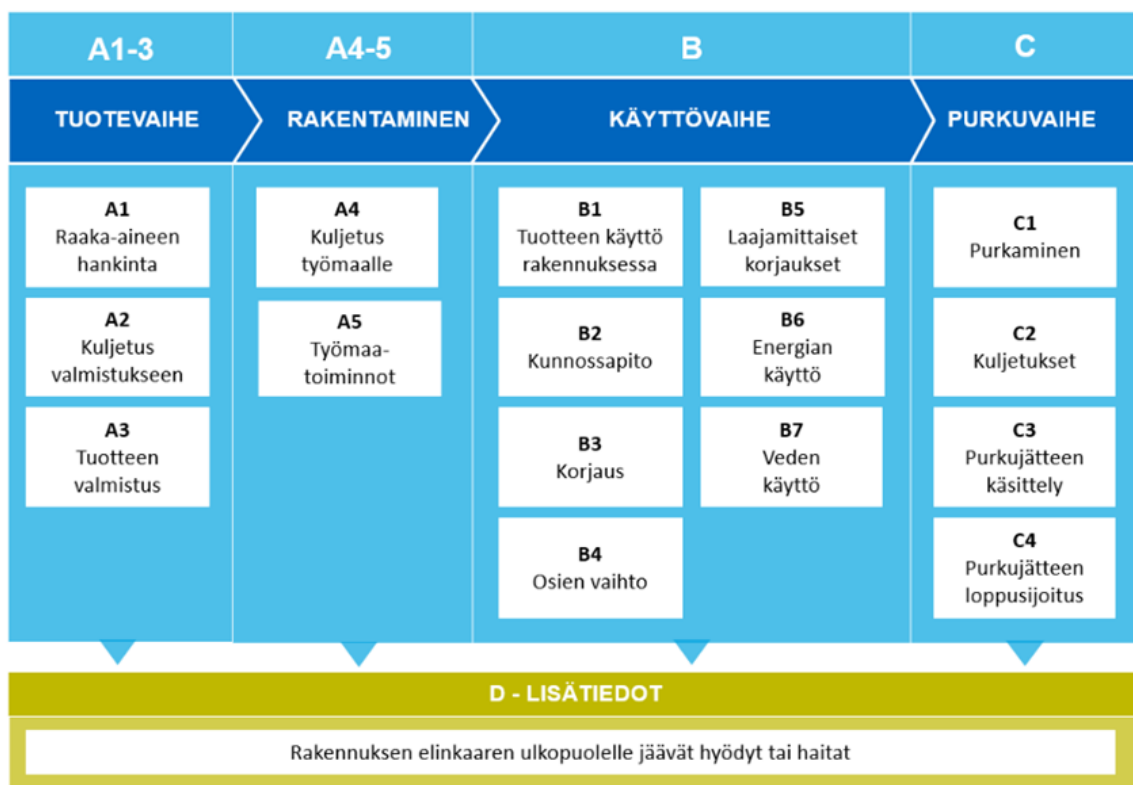 A1-3
A4-5
B
C
TUOTEVAIHE
RAKENTAMINEN
KÄYTTÖVAIHE
PURKUVAIHE
A1
Raaka-aineen
hankinta
A2
Kuljetus
valmistukseen
A3
Tuotteen
valmistus
A4
Kuljetus
työmaalle
A5
Työmaa-
toiminnot
B1
Tuotteen käyttö
rakennuksessa
B2
Kunnossapito
B3
Korjaus
B4
Osien vaihto
B5
Laajamittaiset
korjaukset
B6
Energian
käyttö
B7
Veden
käyttö
C1
Purkaminen
C2
Kuljetukset
C3
Purkujätteen
käsittely
C4
Purkujätteen
loppusijoitus
D - LISÄTIEDOT
Rakennuksen elinkaaren ulkopuolelle jäävät hyödyt tai haitat